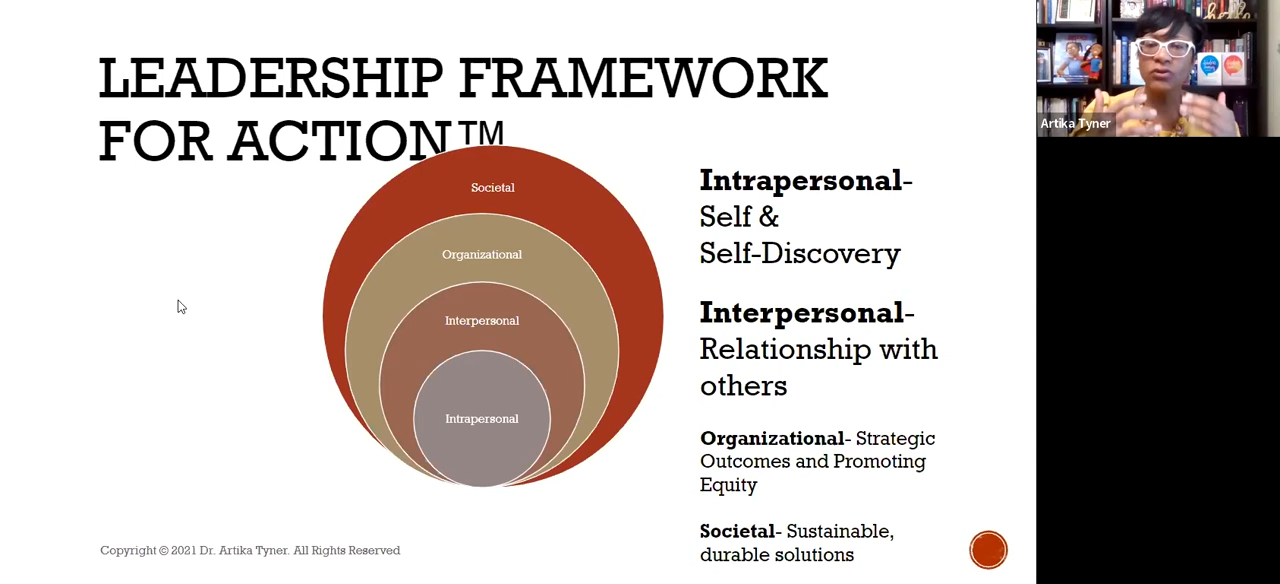 LEADERSHIP FRAMEWORK
FOR ACTION™
Societal
Organizational
Interpersonal
Intrapersonal
Intrapersonal-
Self &
Self-Discovery
Interpersonal-
Relationship with
others
Organizational- Strategic
Outcomes and Promoting
Equity
Societal- Sustainable,
durable solutions
Copyright © 2021 Dr. Artika Tyner. All Rights Reserved
Artika Tyner